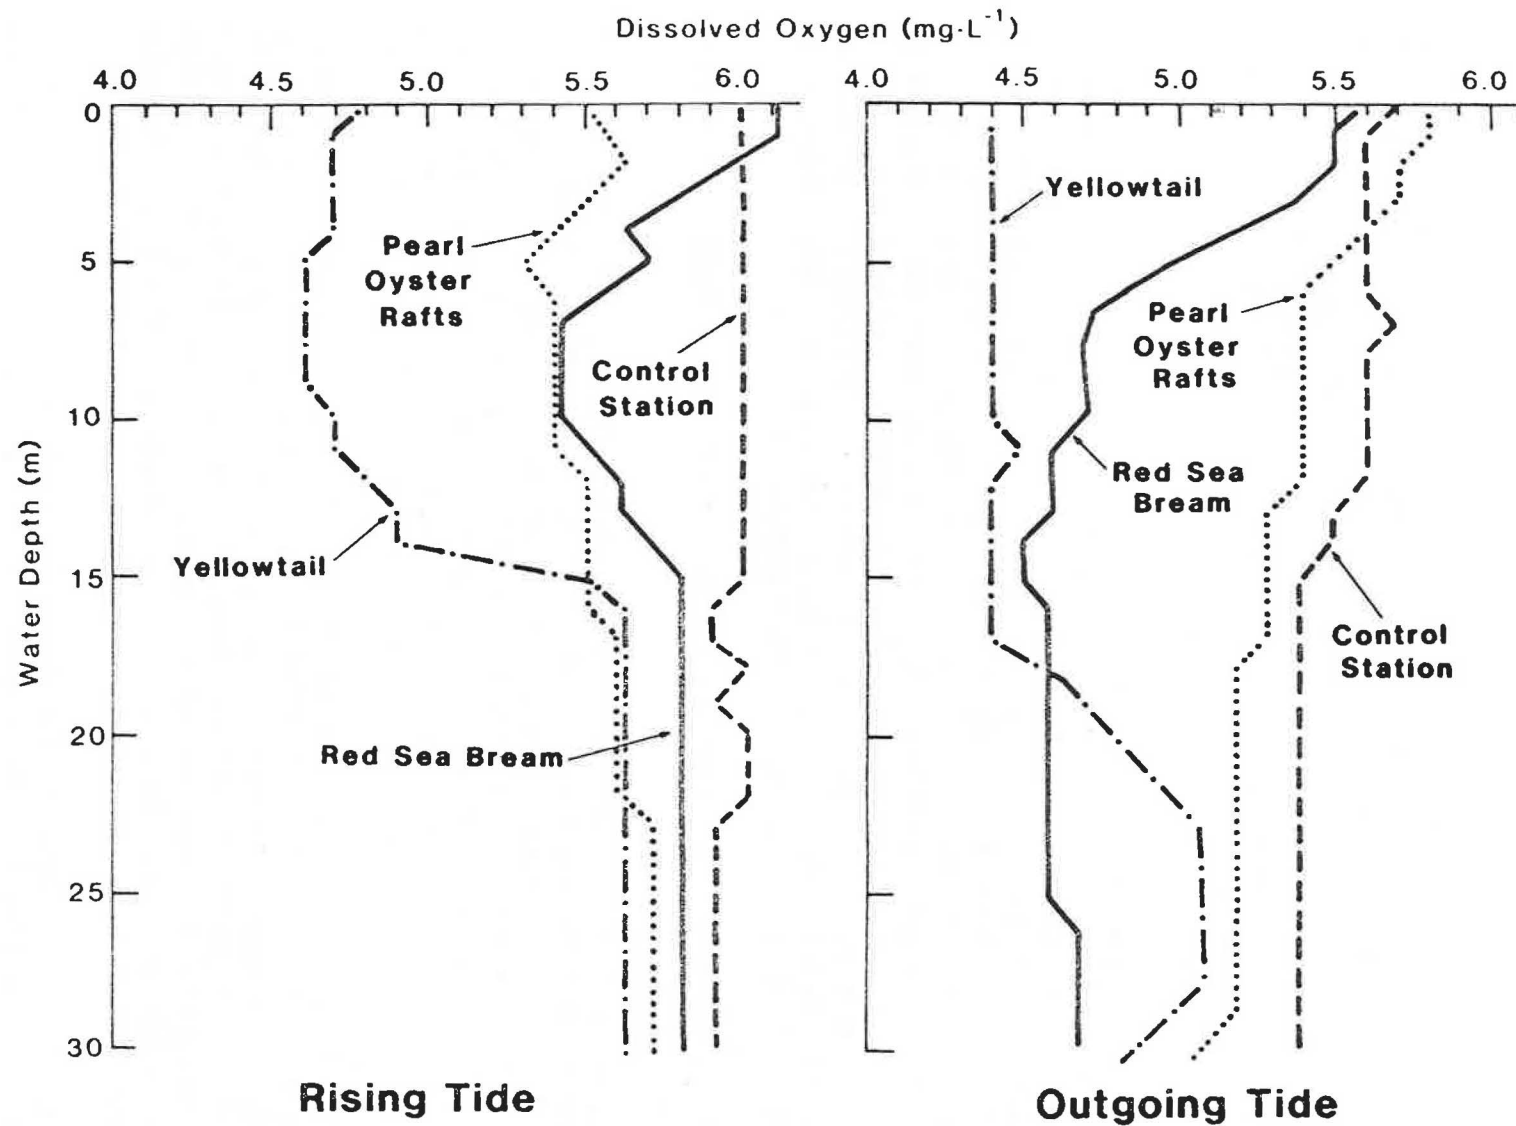 Dissolved Oxygen (mg·L⁻¹)
4.0 4.5 5.0 5.5 6.0
4.0 4.5 5.0 5.5 6.0
0
5
10
15
20
25
30
Water Depth (m)
Pearl
Oyster
Rafts
Control
Station
Yellowtail
Red Sea Bream
Rising Tide
Yellowtail
Pearl
Oyster
Rafts
Red Sea
Bream
Control
Station
Outgoing Tide